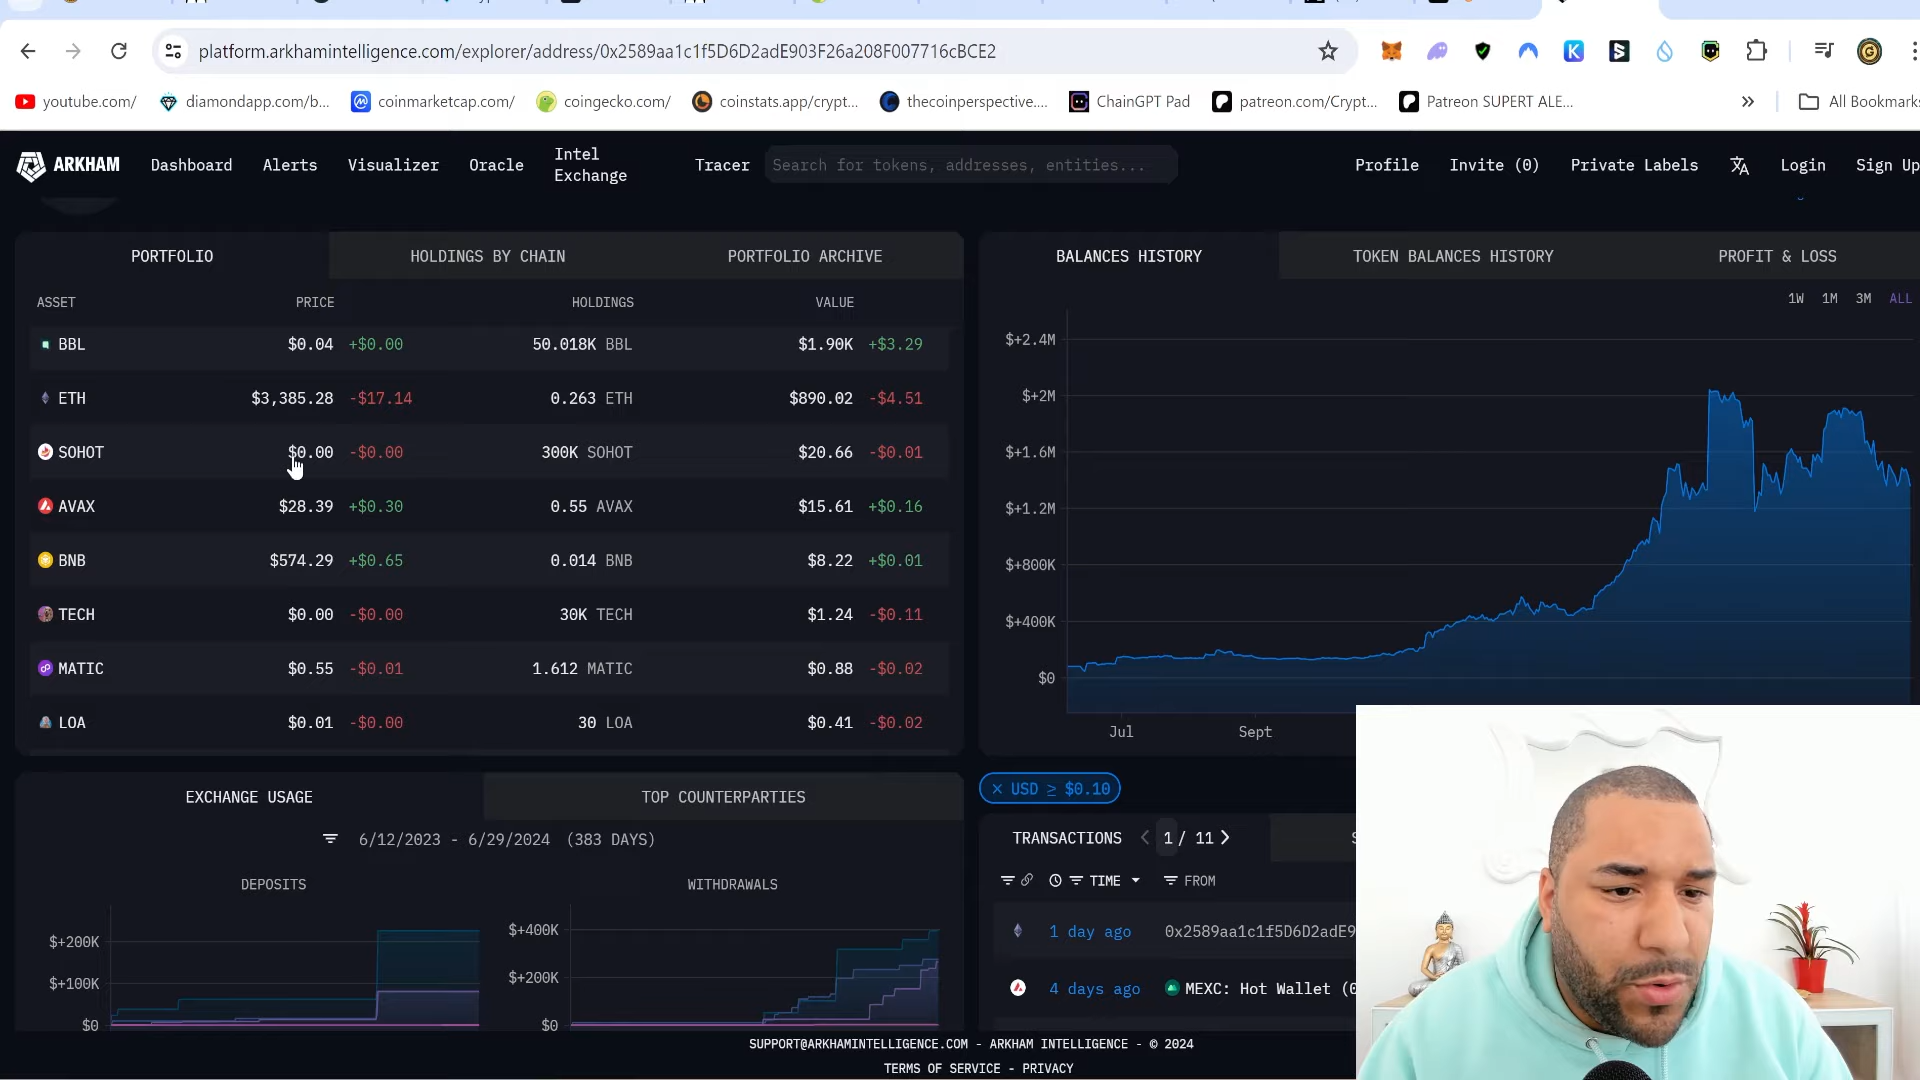 platform.arkhamintelligence.com/explorer/address/0x2589aa1c1f5D6D2adE903F26a208F007716cBCE2
youtube.com/ diamondapp.com/b... coinmarketcap.com/ coingecko.com/ coinstats.app/crypt... thecoinperspective.... ChainGPT Pad patreon.com/Crypt... Patreon SUPERT ALE... » All Bookmarks
ARKHAM Dashboard Alerts Visualizer Oracle Intel Exchange Tracer Search for tokens, addresses, entities... Profile Invite (0) Private Labels Login Sign Up
PORTFOLIO HOLDINGS BY CHAIN PORTFOLIO ARCHIVE
ASSET PRICE HOLDINGS VALUE
BBL $0.04 +$0.00 50.018K BBL $1.90K +$3.29
ETH $3,385.28 -$17.14 0.263 ETH $890.02 -$4.51
SOHOT $0.00 -$0.00 300K SOHOT $20.66 -$0.01
AVAX $28.39 +$0.30 0.55 AVAX $15.61 +$0.16
BNB $574.29 +$0.65 0.014 BNB $8.22 +$0.01
TECH $0.00 -$0.00 30K TECH $1.24 -$0.11
MATIC $0.55 -$0.01 1.612 MATIC $0.88 -$0.02
LOA $0.01 -$0.00 30 LOA $0.41 -$0.02
BALANCES HISTORY TOKEN BALANCES HISTORY PROFIT & LOSS
1W 1M 3M ALL
$+2.4M
$+2M
$+1.6M
$+1.2M
$+800K
$+400K
$0
Jul Sept
EXCHANGE USAGE TOP COUNTERPARTIES
6/12/2023 - 6/29/2024 (383 DAYS)
DEPOSITS WITHDRAWALS
$+200K
$+100K
$0
$+400K
$+200K
$0
× USD ≥ $0.10
TRANSACTIONS 1 / 11
TIME FROM
1 day ago 0x2589aa1c1f5D6D2adE9
4 days ago MEXC: Hot Wallet (0
SUPPORT@ARKHAMINTELLIGENCE.COM - ARKHAM INTELLIGENCE - © 2024
TERMS OF SERVICE - PRIVACY